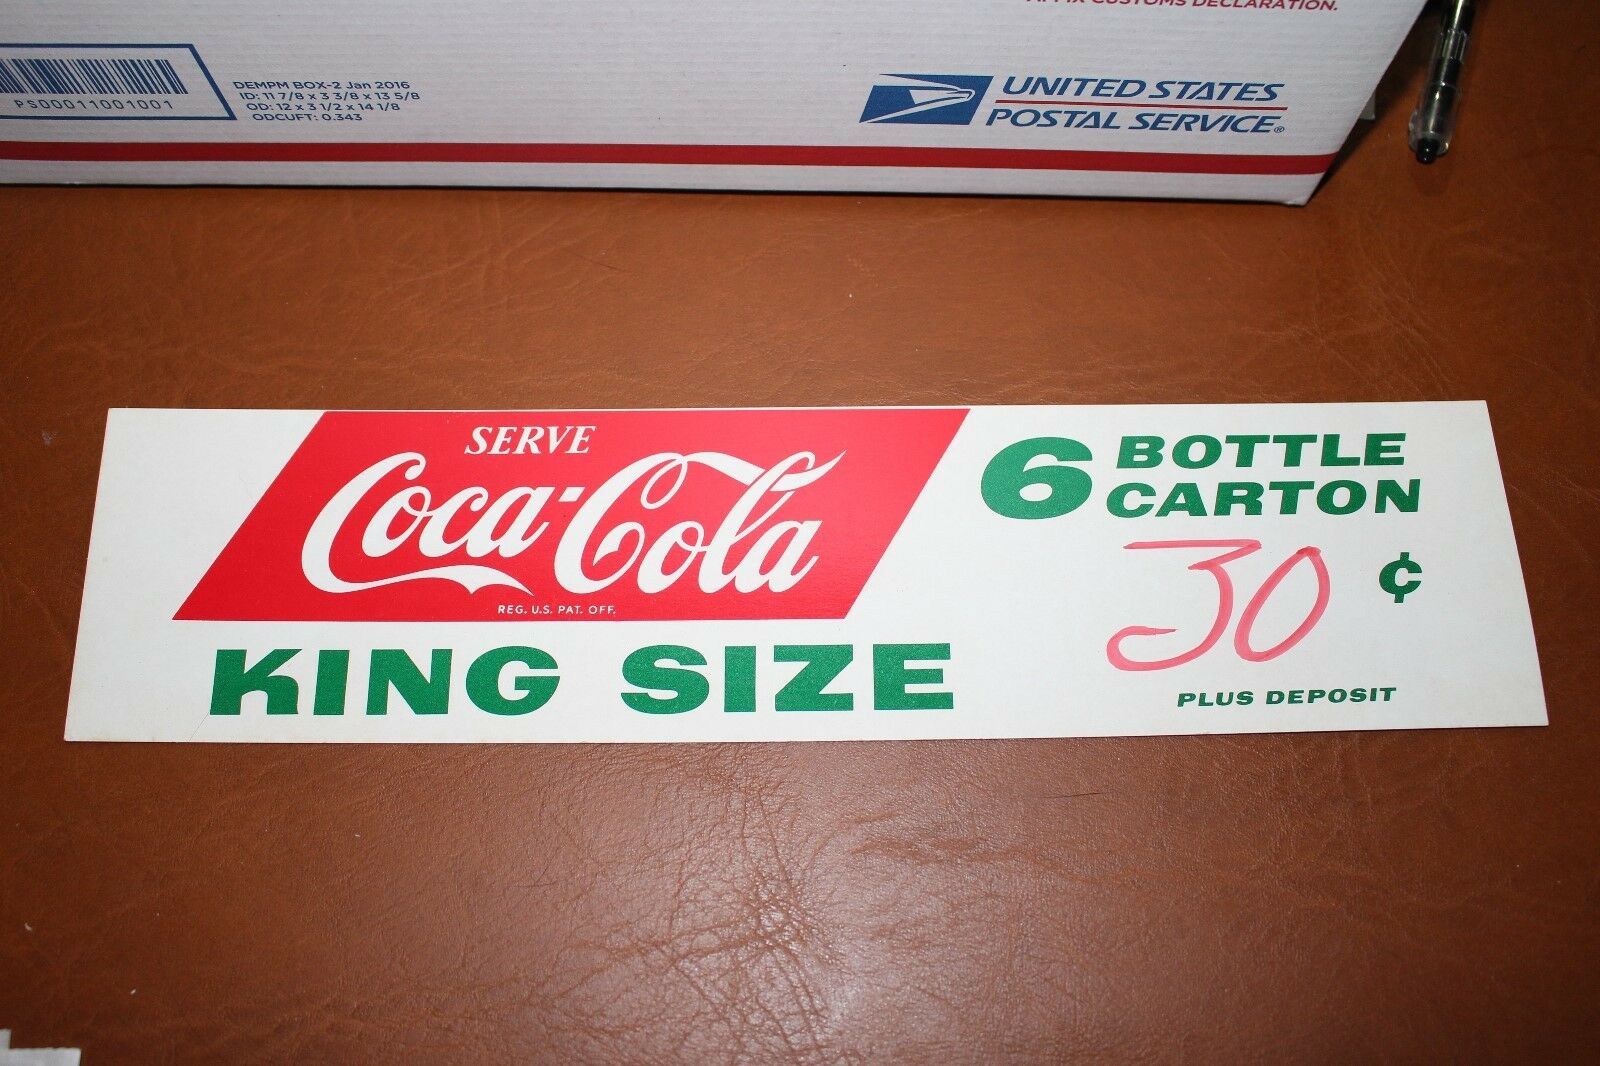 AFFIX CUSTOMS DECLARATION.
PS00011001001
DEMPM BOX-2 Jan 2016
ID: 11 7/8 x 3 3/8 x 13 5/8
OD: 12 x 3 1/2 x 14 1/8
ODCUFT: 0.343
UNITED STATES
POSTAL SERVICE®
SERVE
Coca-Cola
REG. U.S. PAT. OFF.
KING SIZE
6 BOTTLE
CARTON
30 ¢
PLUS DEPOSIT